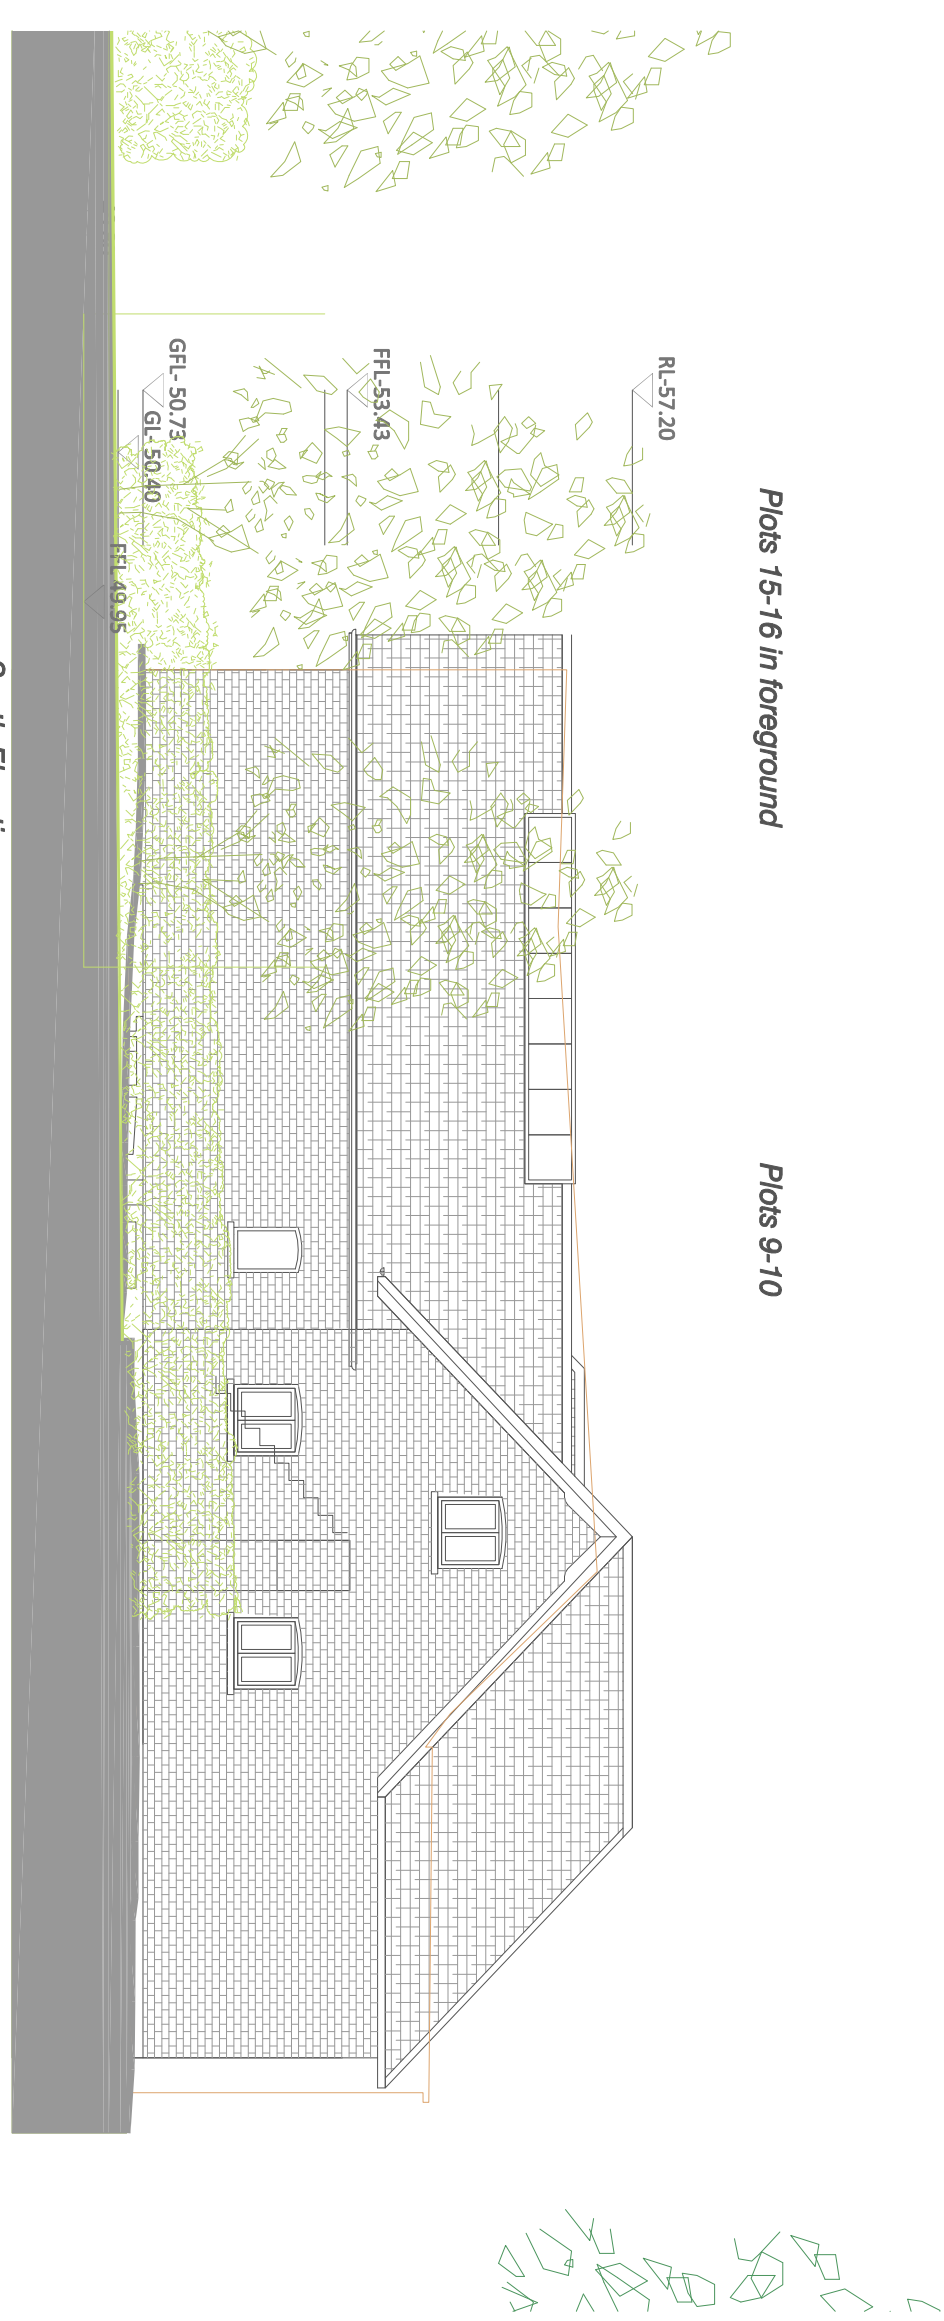 Plots 15-16 in foreground
Plots 9-10
RL-57.20
FFL-53.43
GFL- 50.73
GL- 50.40
FFL-49.95